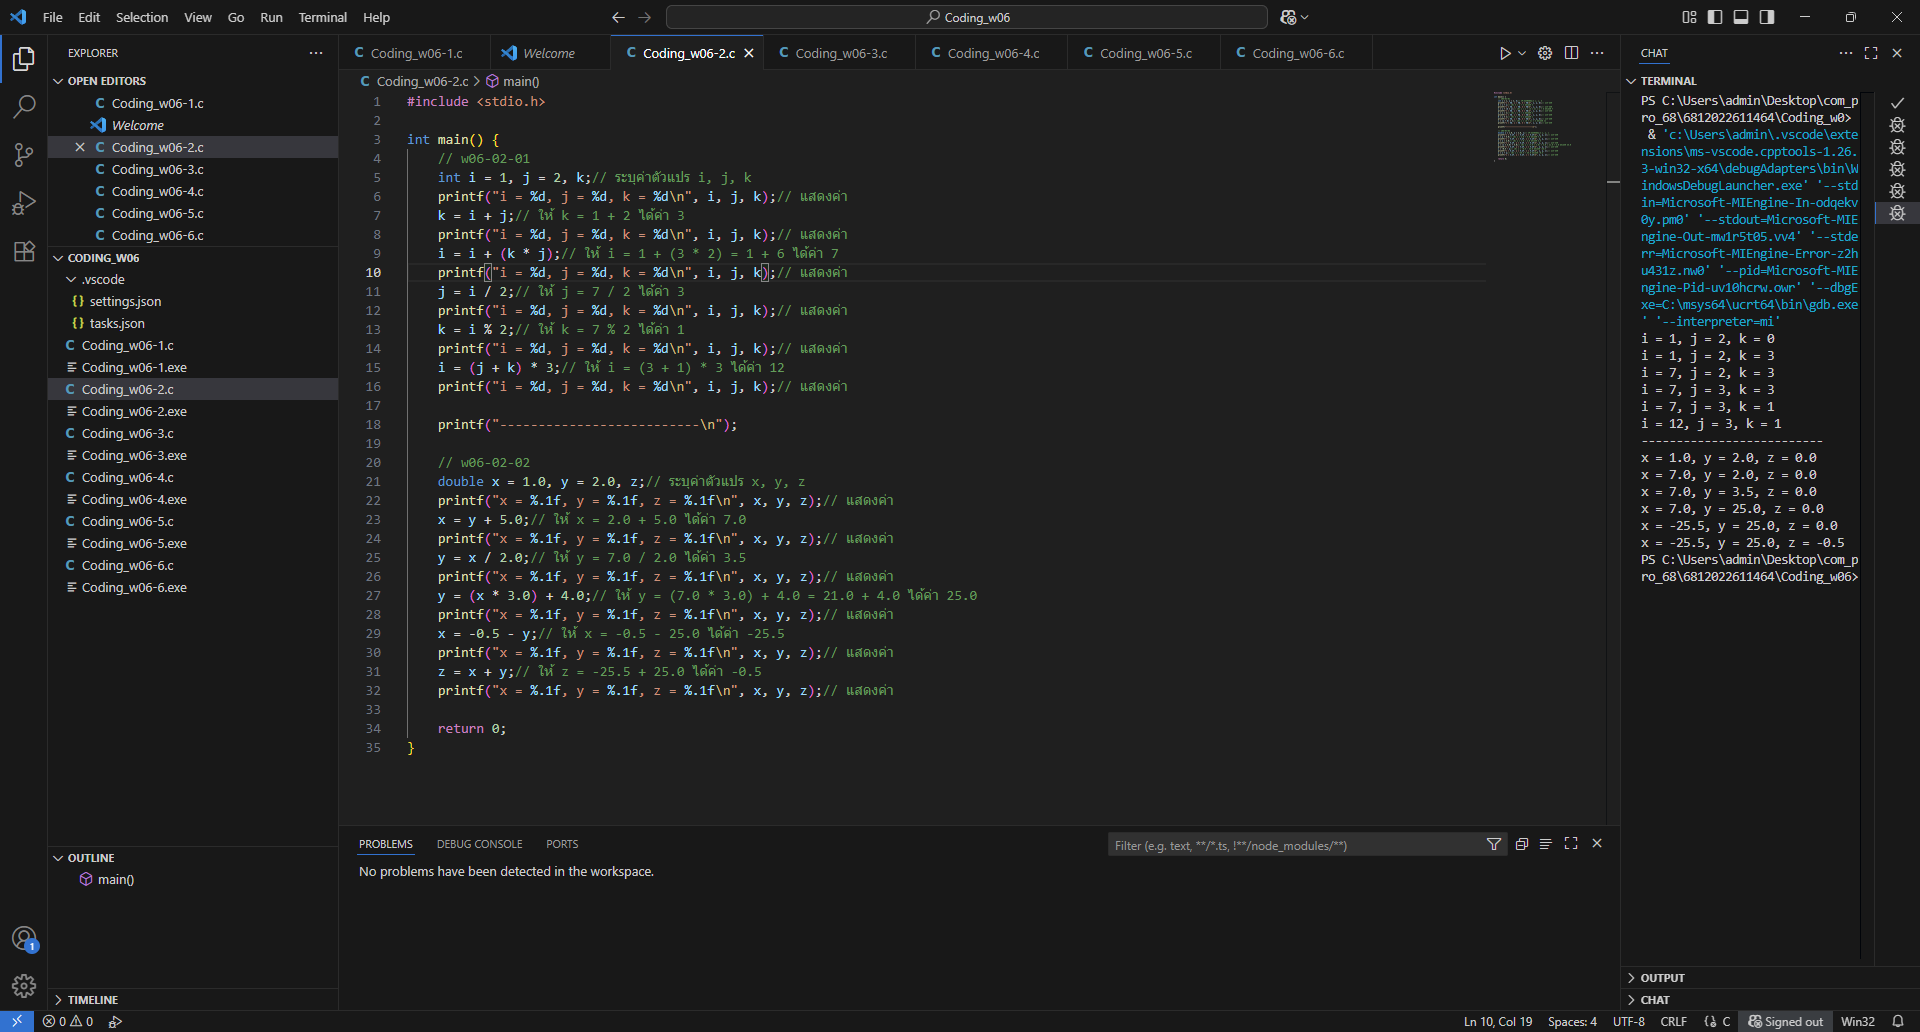 File Edit Selection View Go Run Terminal Help
Coding_w06
EXPLORER
OPEN EDITORS
Coding_w06-1.c
Welcome
Coding_w06-2.c
Coding_w06-3.c
Coding_w06-4.c
Coding_w06-5.c
Coding_w06-6.c
CODING_W06
.vscode
settings.json
tasks.json
Coding_w06-1.c
Coding_w06-1.exe
Coding_w06-2.c
Coding_w06-2.exe
Coding_w06-3.c
Coding_w06-3.exe
Coding_w06-4.c
Coding_w06-4.exe
Coding_w06-5.c
Coding_w06-5.exe
Coding_w06-6.c
Coding_w06-6.exe
OUTLINE
main()
TIMELINE
Coding_w06-1.c Welcome Coding_w06-2.c Coding_w06-3.c Coding_w06-4.c Coding_w06-5.c Coding_w06-6.c
C Coding_w06-2.c > main()
1 #include <stdio.h>
2
3 int main() {
4 // w06-02-01
5 int i = 1, j = 2, k;// ระบุค่าตัวแปร i, j, k
6 printf("i = %d, j = %d, k = %d\n", i, j, k);// แสดงค่า
7 k = i + j;// ให้ k = 1 + 2 ได้ค่า 3
8 printf("i = %d, j = %d, k = %d\n", i, j, k);// แสดงค่า
9 i = i + (k * j);// ให้ i = 1 + (3 * 2) = 1 + 6 ได้ค่า 7
10 printf("i = %d, j = %d, k = %d\n", i, j, k);// แสดงค่า
11 j = i / 2;// ให้ j = 7 / 2 ได้ค่า 3
12 printf("i = %d, j = %d, k = %d\n", i, j, k);// แสดงค่า
13 k = i % 2;// ให้ k = 7 % 2 ได้ค่า 1
14 printf("i = %d, j = %d, k = %d\n", i, j, k);// แสดงค่า
15 i = (j + k) * 3;// ให้ i = (3 + 1) * 3 ได้ค่า 12
16 printf("i = %d, j = %d, k = %d\n", i, j, k);// แสดงค่า
17
18 printf("--------------------------\n");
19
20 // w06-02-02
21 double x = 1.0, y = 2.0, z;// ระบุค่าตัวแปร x, y, z
22 printf("x = %.1f, y = %.1f, z = %.1f\n", x, y, z);// แสดงค่า
23 x = y + 5.0;// ให้ x = 2.0 + 5.0 ได้ค่า 7.0
24 printf("x = %.1f, y = %.1f, z = %.1f\n", x, y, z);// แสดงค่า
25 y = x / 2.0;// ให้ y = 7.0 / 2.0 ได้ค่า 3.5
26 printf("x = %.1f, y = %.1f, z = %.1f\n", x, y, z);// แสดงค่า
27 y = (x * 3.0) + 4.0;// ให้ y = (7.0 * 3.0) + 4.0 = 21.0 + 4.0 ได้ค่า 25.0
28 printf("x = %.1f, y = %.1f, z = %.1f\n", x, y, z);// แสดงค่า
29 x = -0.5 - y;// ให้ x = -0.5 - 25.0 ได้ค่า -25.5
30 printf("x = %.1f, y = %.1f, z = %.1f\n", x, y, z);// แสดงค่า
31 z = x + y;// ให้ z = -25.5 + 25.0 ได้ค่า -0.5
32 printf("x = %.1f, y = %.1f, z = %.1f\n", x, y, z);// แสดงค่า
33
34 return 0;
35 }
PROBLEMS DEBUG CONSOLE PORTS
Filter (e.g. text, **/*.ts, !**/node_modules/**)
No problems have been detected in the workspace.
CHAT
TERMINAL
PS C:\Users\admin\Desktop\com_p
ro_68\6812022611464\Coding_w0>
& 'c:\Users\admin\.vscode\exte
nsions\ms-vscode.cpptools-1.26.
3-win32-x64\debugAdapters\bin\W
indowsDebugLauncher.exe' '--std
in=Microsoft-MIEngine-In-odqekv
0y.pm0' '--stdout=Microsoft-MIE
ngine-Out-mw1r5t05.vv4' '--stde
rr=Microsoft-MIEngine-Error-z2h
u431z.nw0' '--pid=Microsoft-MIE
ngine-Pid-uv10hcrw.owr' '--dbgE
xe=C:\msys64\ucrt64\bin\gdb.exe
' '--interpreter=mi'
i = 1, j = 2, k = 0
i = 1, j = 2, k = 3
i = 7, j = 2, k = 3
i = 7, j = 3, k = 3
i = 7, j = 3, k = 1
i = 12, j = 3, k = 1
--------------------------
x = 1.0, y = 2.0, z = 0.0
x = 7.0, y = 2.0, z = 0.0
x = 7.0, y = 3.5, z = 0.0
x = 7.0, y = 25.0, z = 0.0
x = -25.5, y = 25.0, z = 0.0
x = -25.5, y = 25.0, z = -0.5
PS C:\Users\admin\Desktop\com_p
ro_68\6812022611464\Coding_w06>
OUTPUT
CHAT
1
0 0
Ln 10, Col 19 Spaces: 4 UTF-8 CRLF {} C Signed out Win32